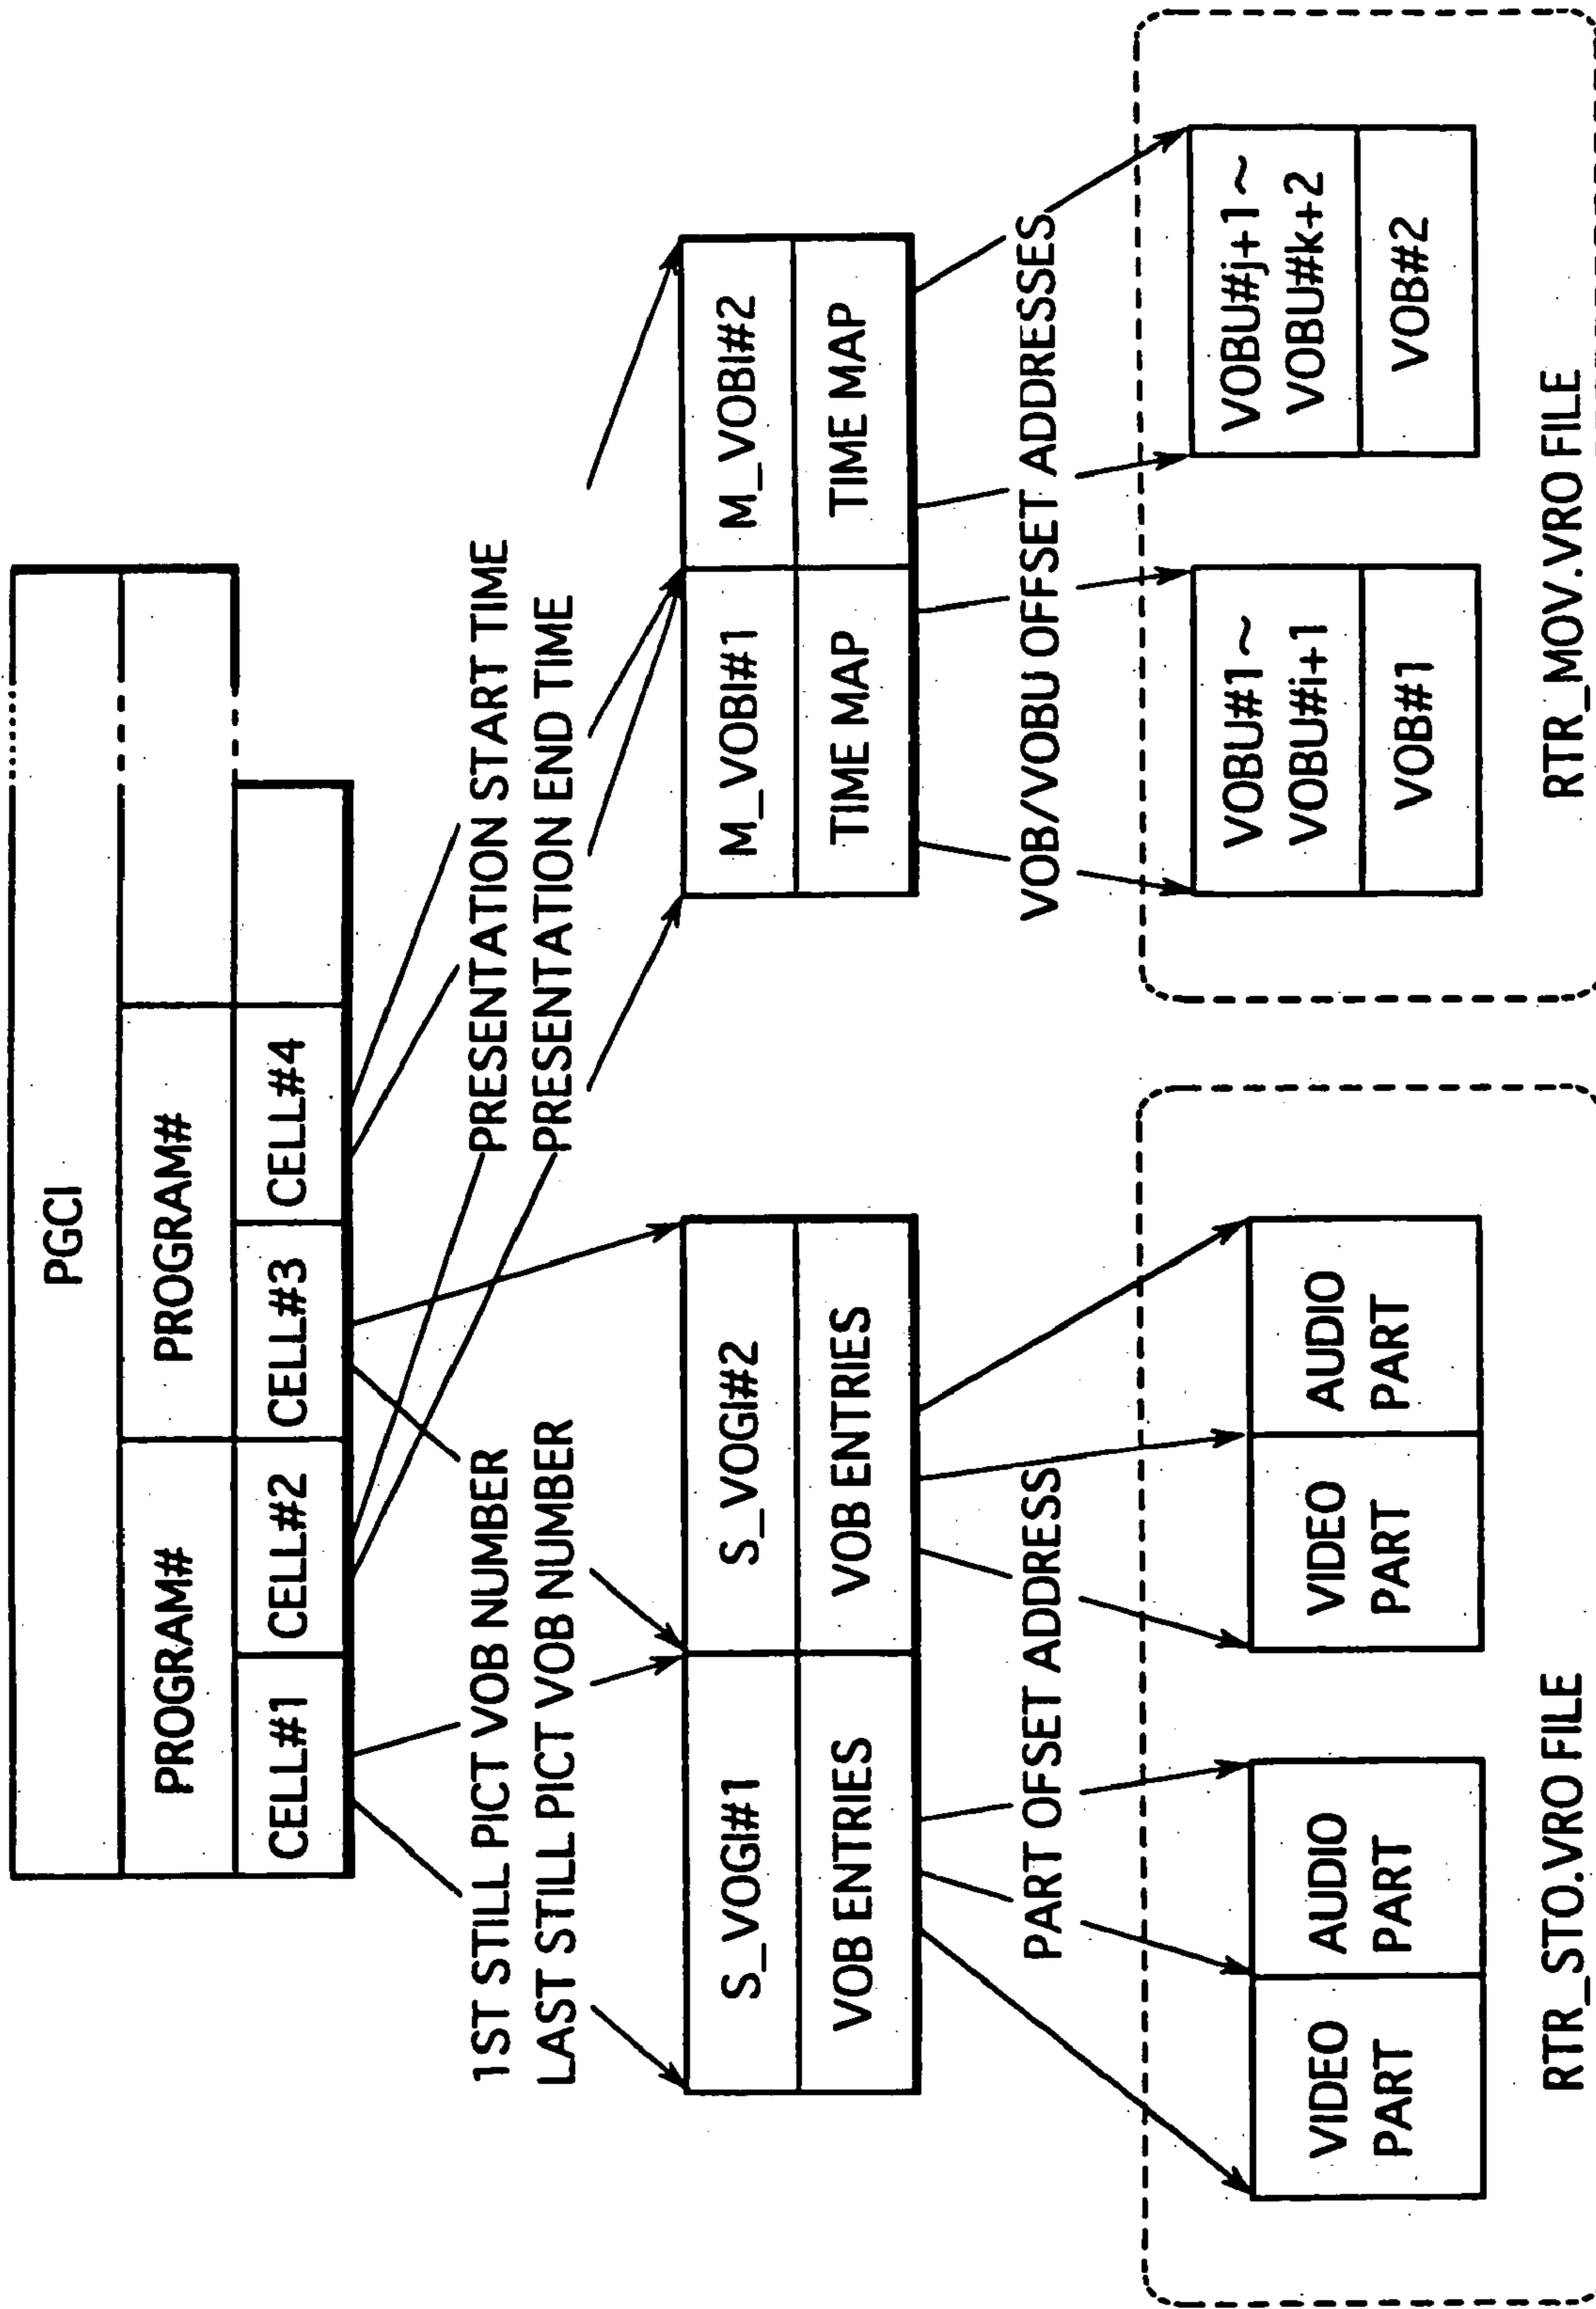 PGCI
PROGRAM#
PROGRAM#
CELL#1
CELL#2
CELL#3
CELL#4
1ST STILL PICT VOB NUMBER
LAST STILL PICT VOB NUMBER
PRESENTATION START TIME
PRESENTATION END TIME
S_VOGI#1
S_VOGI#2
VOB ENTRIES
VOB ENTRIES
M_VOBI#1
M_VOBI#2
TIME MAP
TIME MAP
PART OFFSET ADDRESS
VOB/VOBU OFFSET ADDRESSES
VIDEO
PART
AUDIO
PART
VIDEO
PART
AUDIO
PART
VOBU#1~
VOBU#i+1
VOB#1
VOBU#j+1~
VOBU#k+2
VOB#2
RTR_STO.VRO FILE
RTR_MOV.VRO FILE